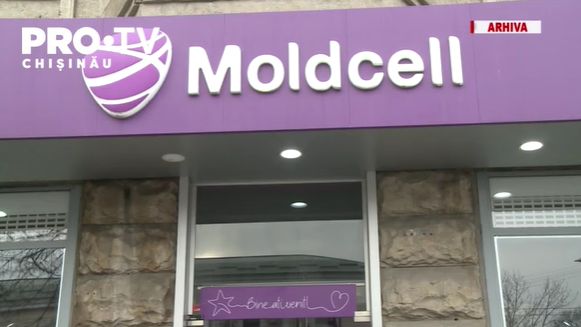 PRO•TV
CHIȘINĂU
ARHIVA
Moldcell
Bine ați venit!